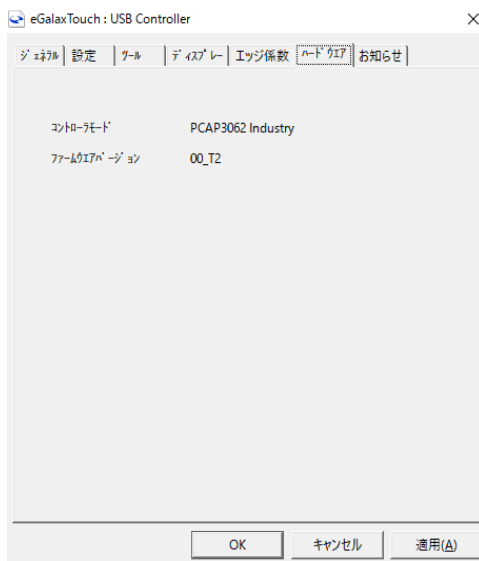 eGalaxTouch : USB Controller
ｼﾞｪﾈﾗﾙ 設定 ﾂｰﾙ ﾃﾞｨｽﾌﾟﾚｰ エッジ係数 ﾊｰﾄﾞｳｴｱ お知らせ
ｺﾝﾄﾛｰﾗﾓｰﾄﾞ PCAP3062 Industry
ﾌｧｰﾑｳｴｱﾊﾞｰｼﾞｮﾝ 00_T2
OK キャンセル 適用(A)